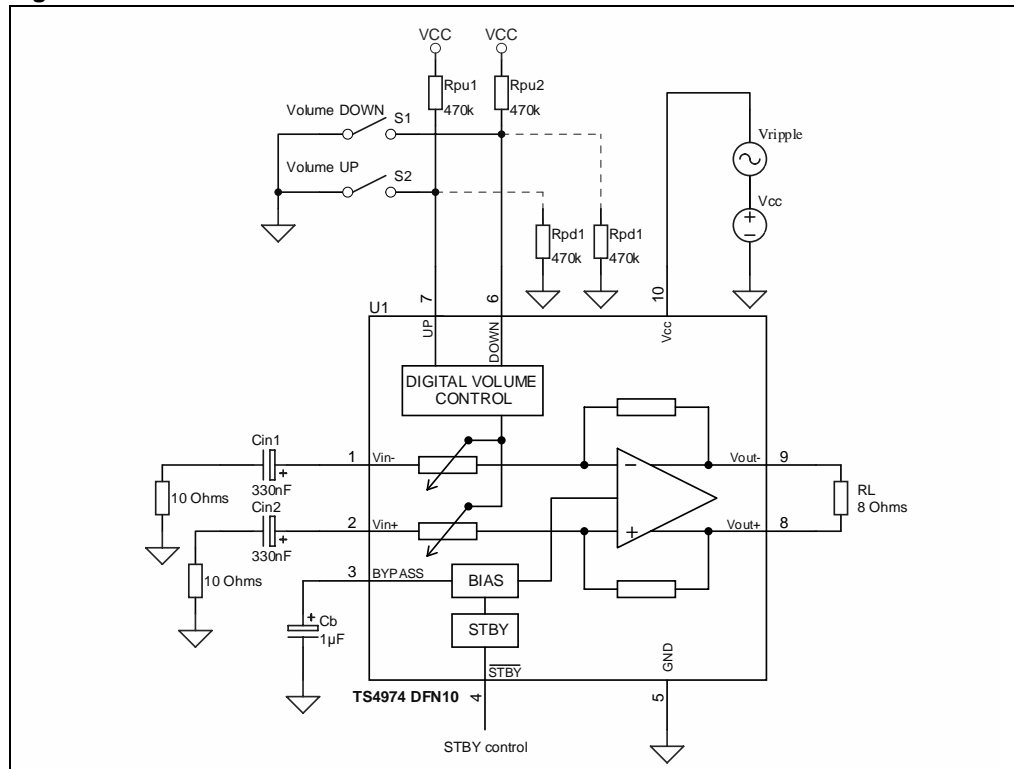 VCC
VCC
Rpu1
470k
Rpu2
470k
Volume DOWN
S1
Volume UP
S2
Vripple
Vcc
Rpd1
470k
Rpd1
470k
7
6
10
U1
UP
DOWN
Vcc
DIGITAL VOLUME
CONTROL
Cin1
+
330nF
1
Vin-
Vout-
9
10 Ohms
RL
8 Ohms
Cin2
+
330nF
2
Vin+
Vout+
8
10 Ohms
3
BYPASS
BIAS
Cb
1µF
STBY
STBY
GND
TS4974 DFN10
4
5
STBY control